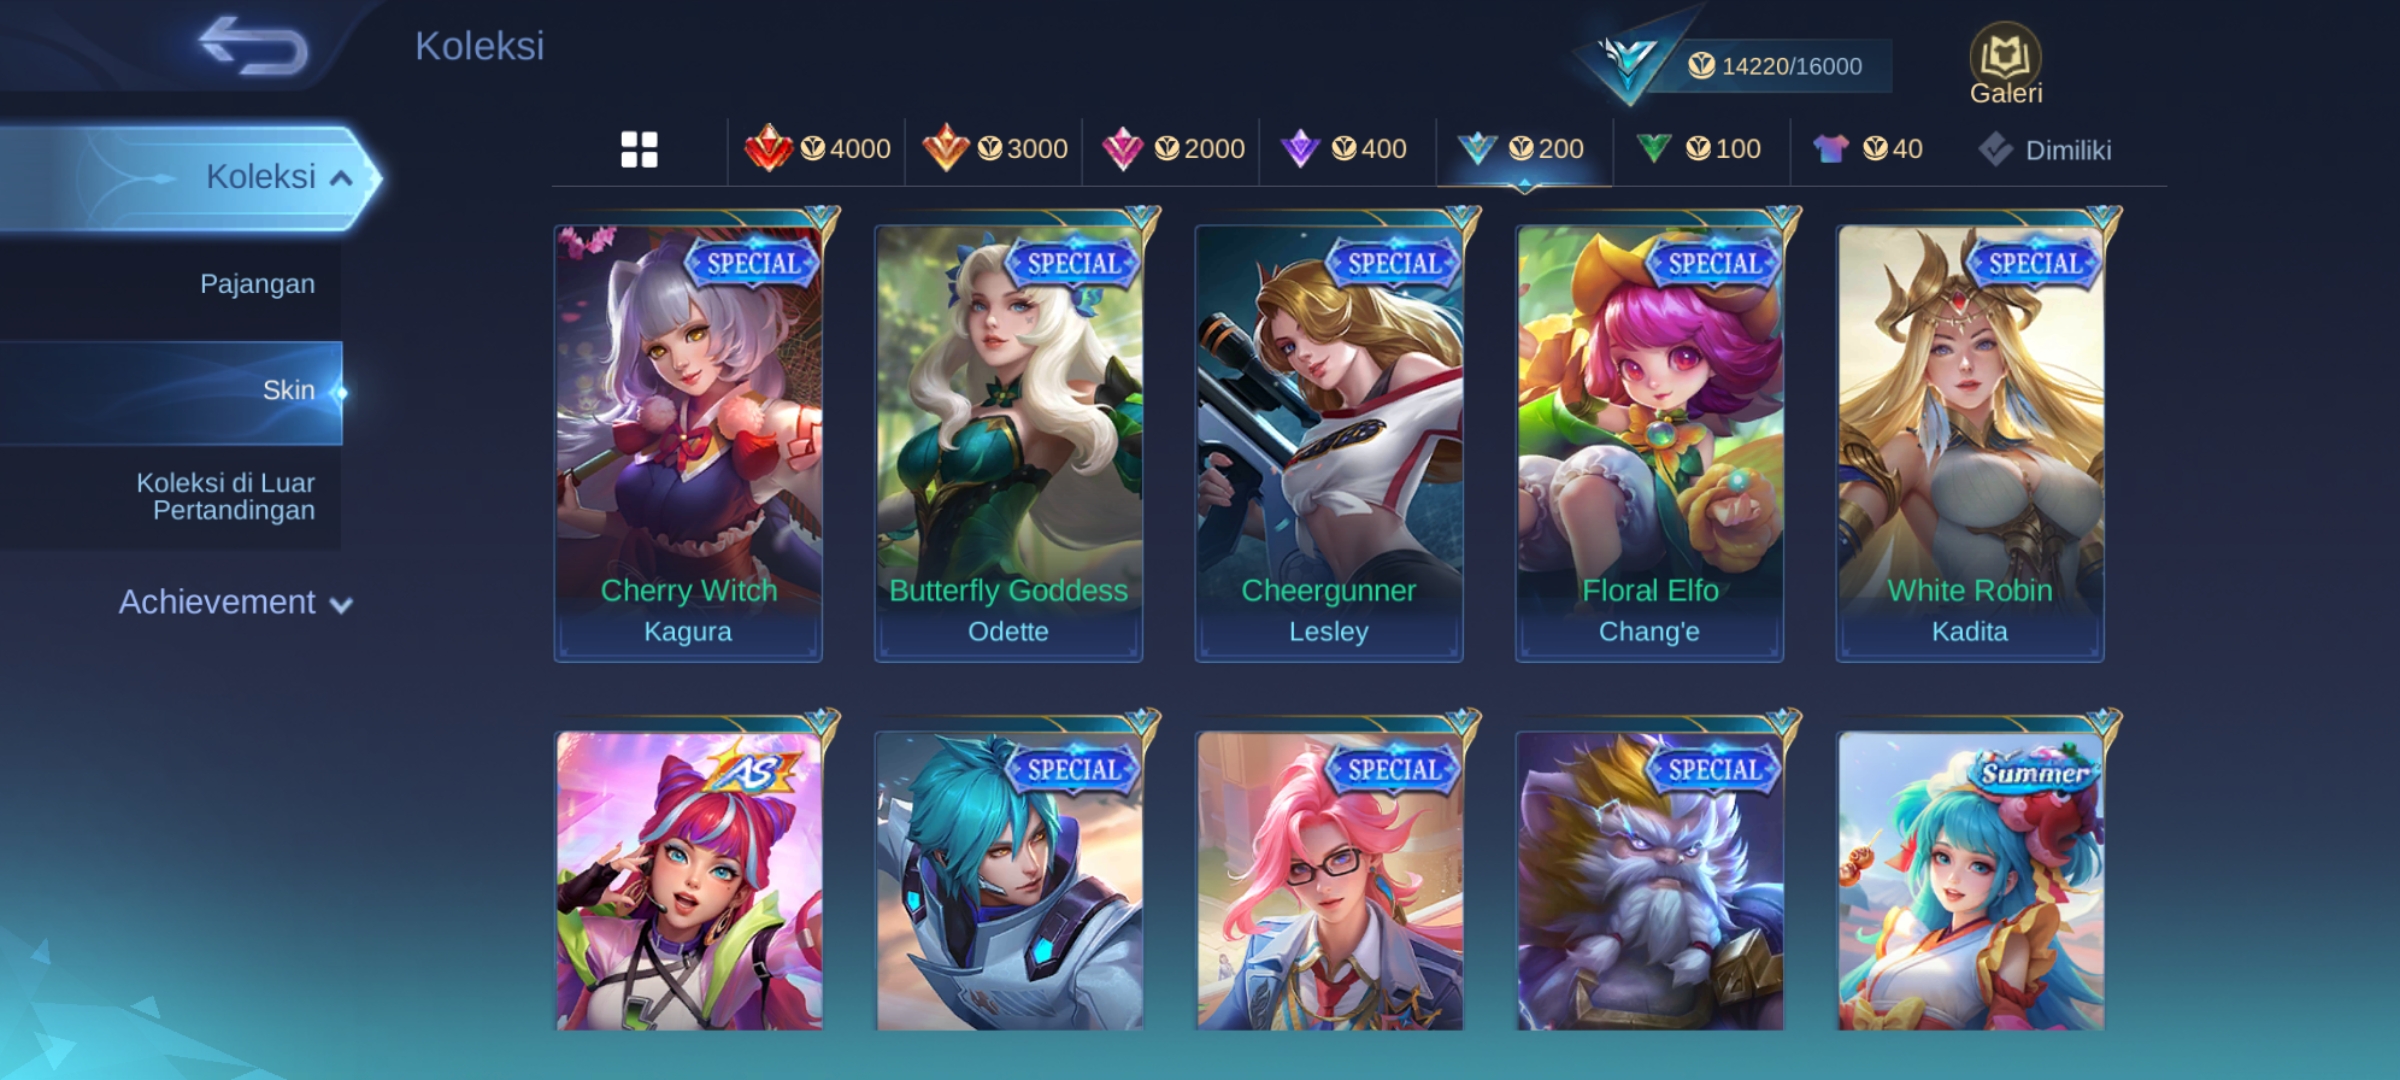 Koleksi
14220/16000
Galeri
Koleksi
4000
3000
2000
400
200
100
40
Dimiliki
Pajangan
Skin
Koleksi di Luar
Pertandingan
Achievement
SPECIAL
SPECIAL
SPECIAL
SPECIAL
SPECIAL
Cherry Witch
Butterfly Goddess
Cheergunner
Floral Elfo
White Robin
Kagura
Odette
Lesley
Chang'e
Kadita
AS
SPECIAL
SPECIAL
SPECIAL
Summer